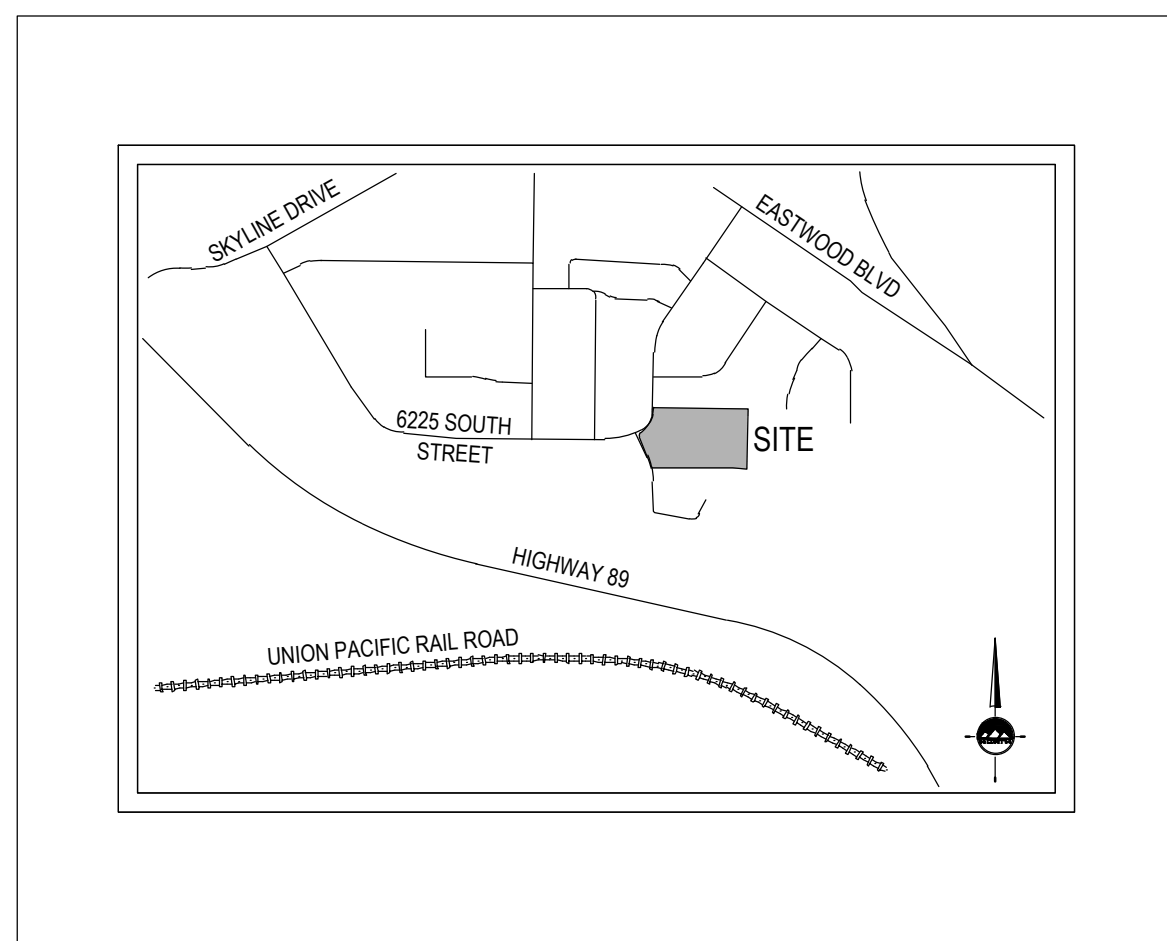 SKYLINE DRIVE
EASTWOOD BLVD
6225 SOUTH
STREET
SITE
HIGHWAY 89
UNION PACIFIC RAIL ROAD